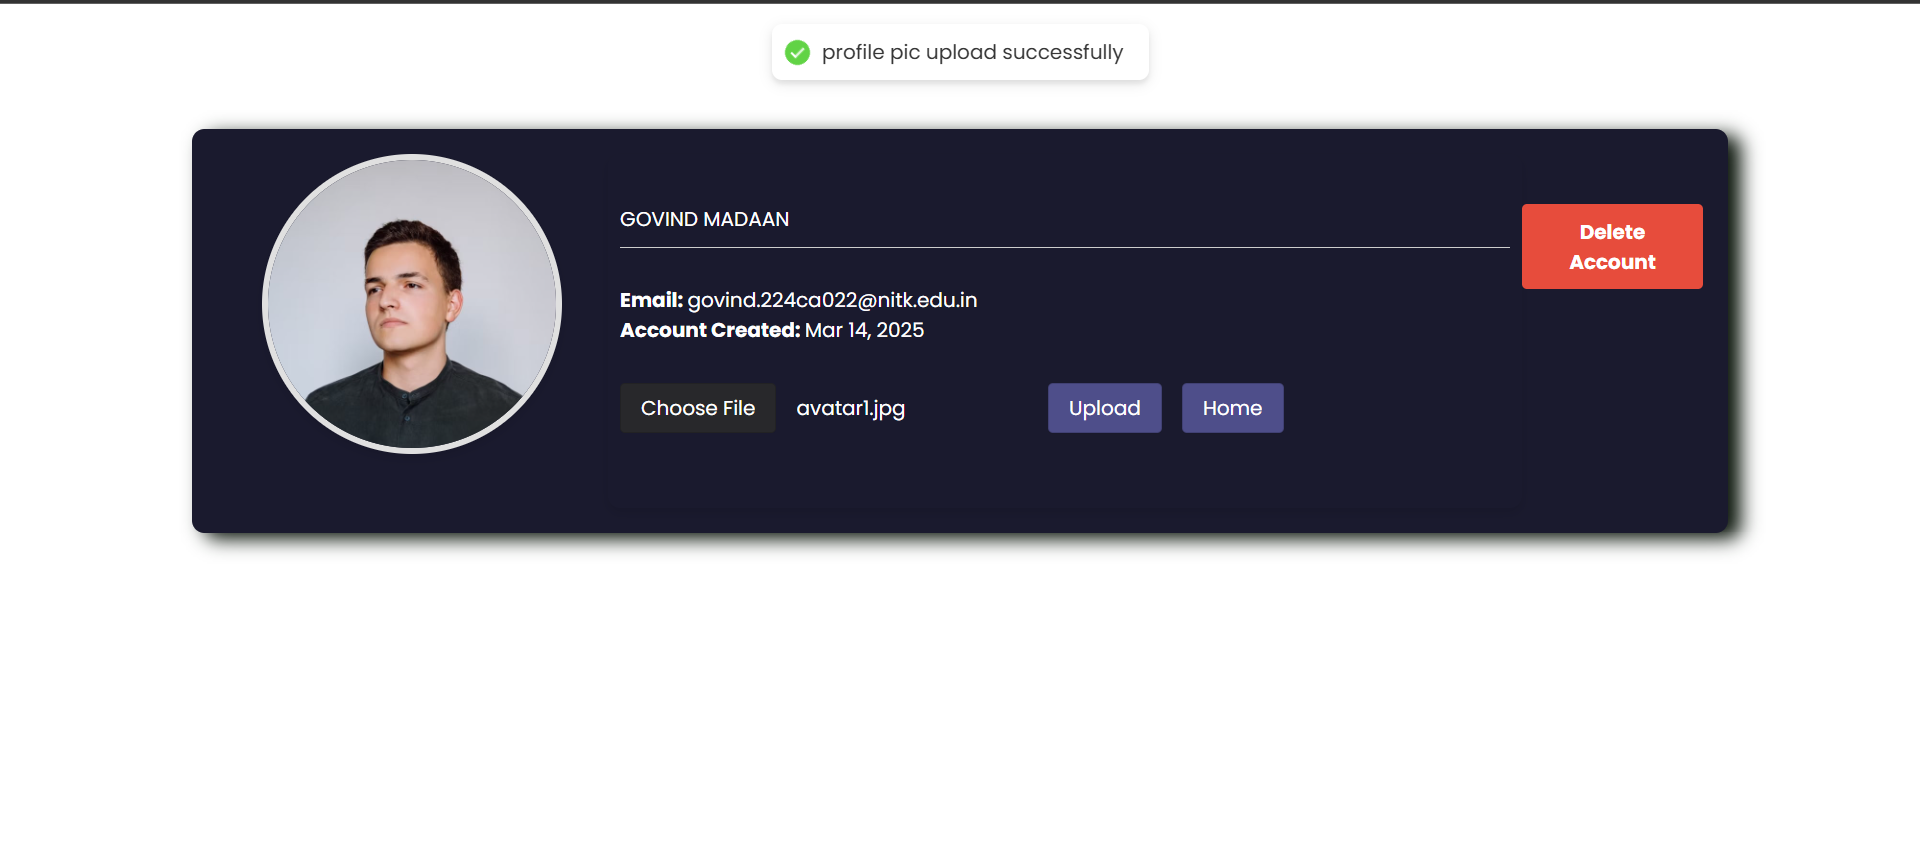 profile pic upload successfully
GOVIND MADAAN
Delete
Account
Email: govind.224ca022@nitk.edu.in
Account Created: Mar 14, 2025
Choose File avatar1.jpg Upload Home